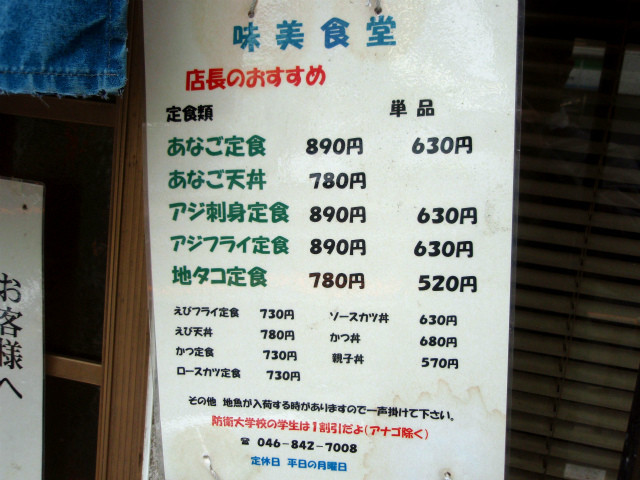 味美食堂
店長のおすすめ
定食類 単品
あなご定食 890円 630円
あなご天丼 780円
アジ刺身定食 890円 630円
アジフライ定食 890円 630円
地タコ定食 780円 520円
えびフライ定食 730円 ソースカツ丼 630円
えび天丼 780円 かつ丼 680円
かつ定食 730円 親子丼 570円
ロースカツ定食 730円
その他 地魚が入荷する時がありますので一声掛けて下さい。
防衛大学校の学生は1割引だよ(アナゴ除く)
☎ 046-842-7008
定休日 平日の月曜日
お客様へ